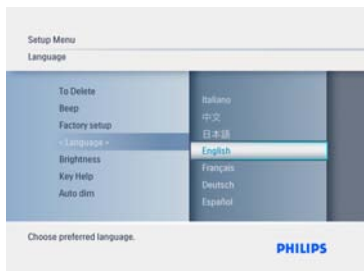 Setup Menu
Language
To Delete
Beep
Factory setup
< Language >
Brightness
Key Help
Auto dim
Italiano
中文
日本語
English
Français
Deutsch
Español
Choose preferred language.
PHILIPS